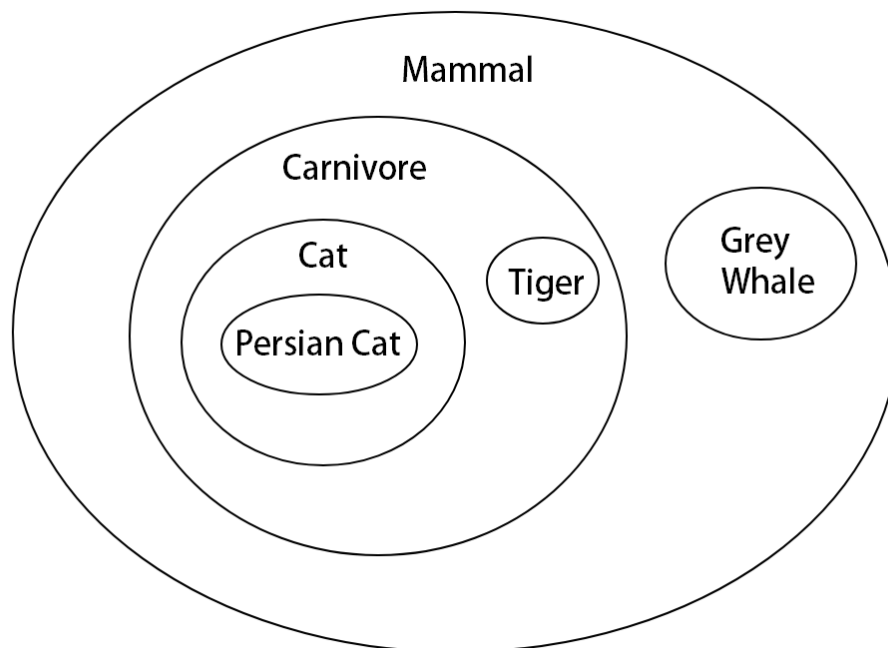 Mammal
Carnivore
Cat
Persian Cat
Tiger
Grey
Whale